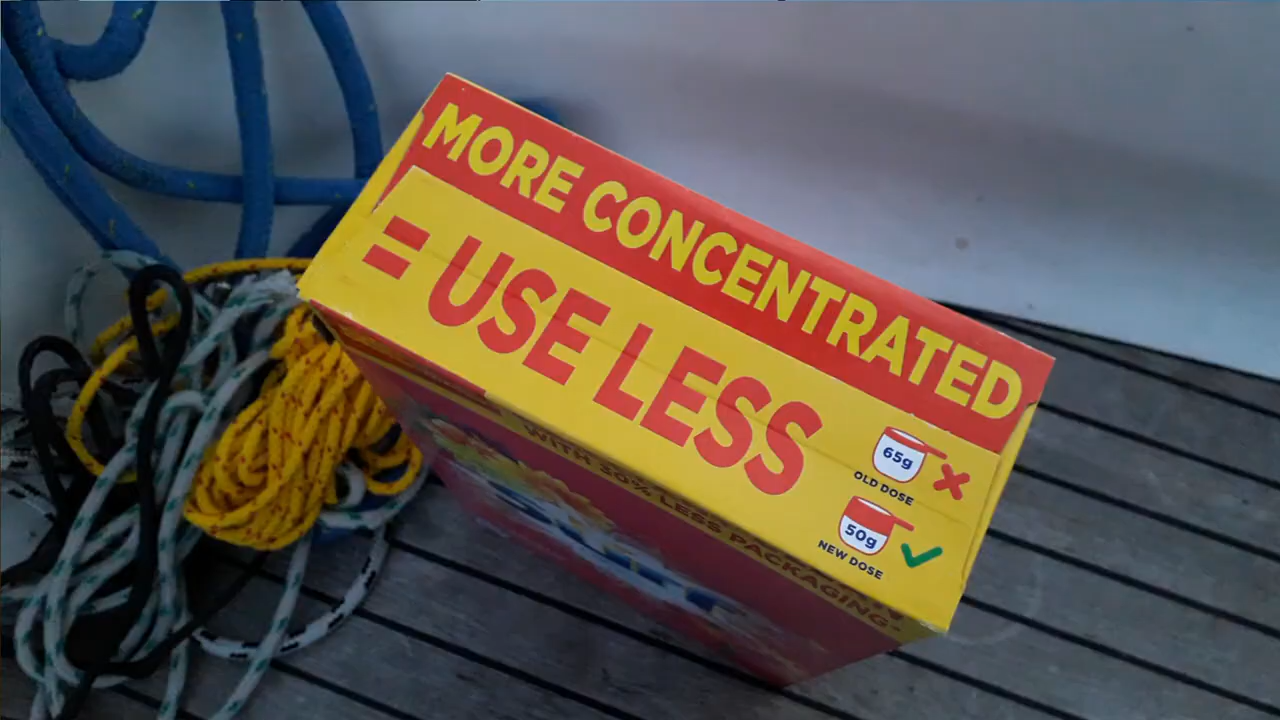 MORE CONCENTRATED
= USE LESS
65g
OLD DOSE
50g
NEW DOSE
WITH 30% LESS PACKAGING